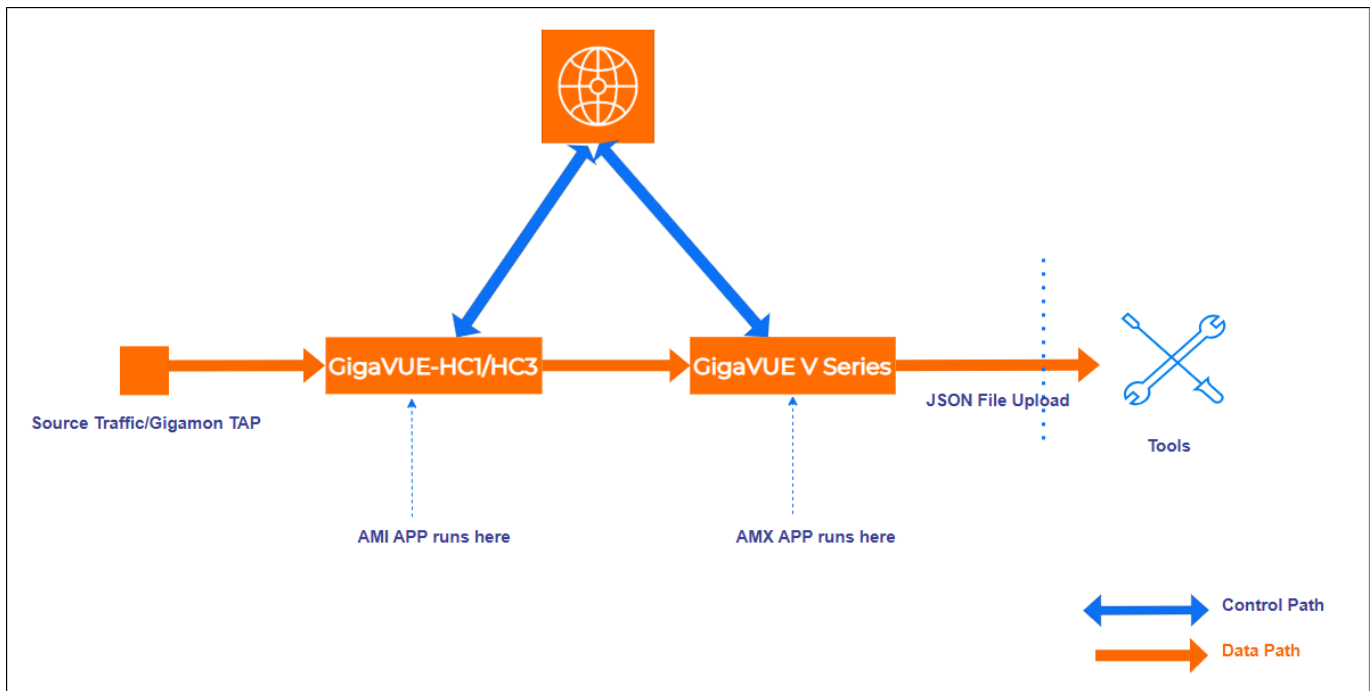 GigaVUE-HC1/HC3
GigaVUE V Series
JSON File Upload
Source Traffic/Gigamon TAP
Tools
AMI APP runs here
AMX APP runs here
Control Path
Data Path